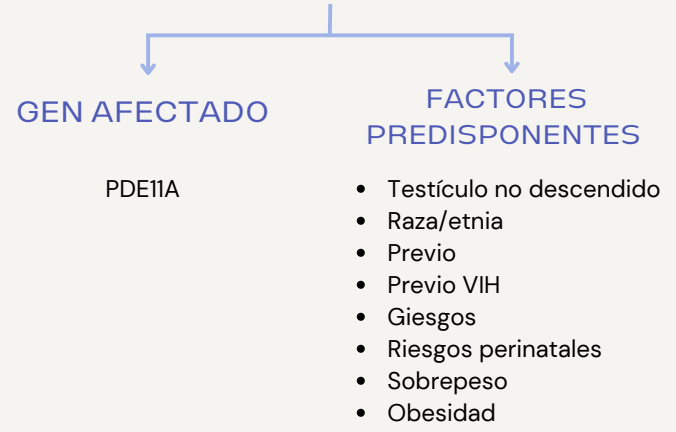 GEN AFECTADO
PDE11A
FACTORES
PREDISPONENTES
• Testículo no descendido
• Raza/etnia
• Previo
• Previo VIH
• Giesgos
• Riesgos perinatales
• Sobrepeso
• Obesidad